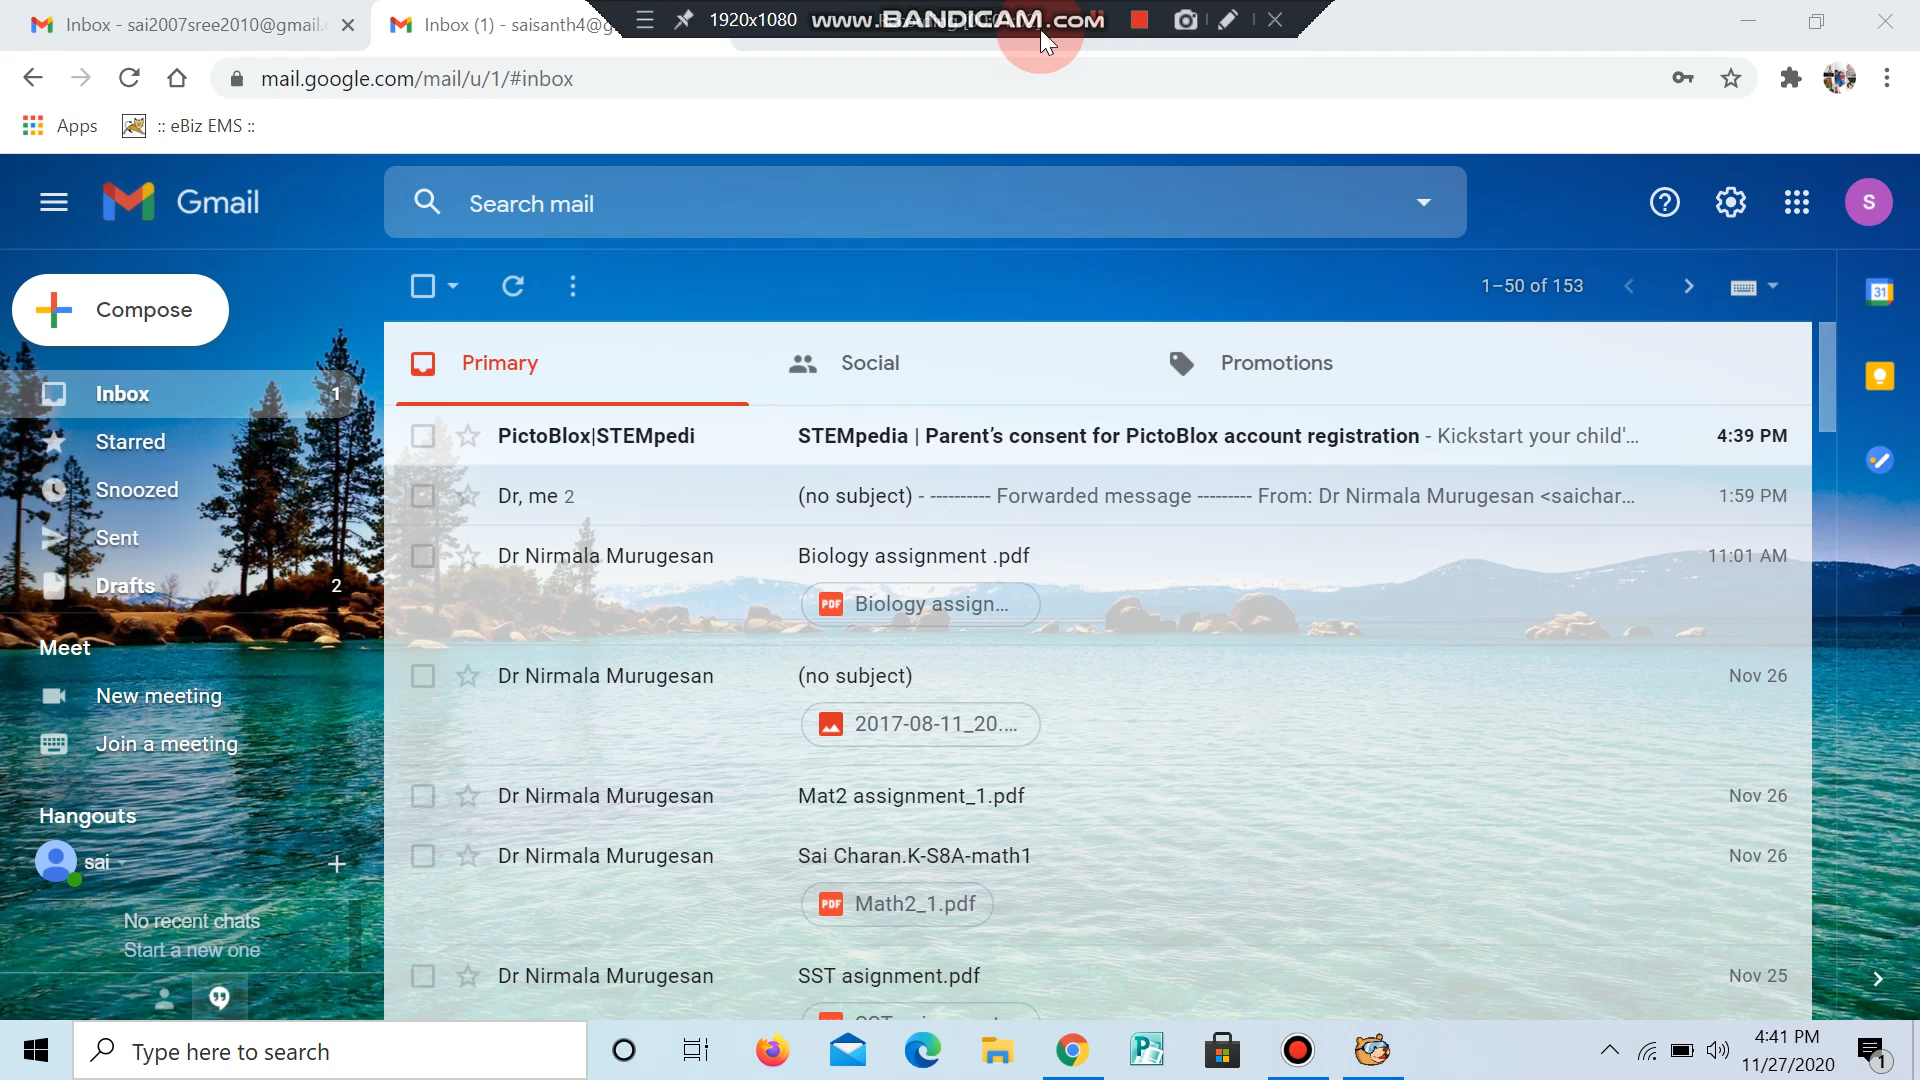 Inbox - sai2007sree2010@gmail.
Inbox (1) - saisanth4@g
1920x1080
www.BANDICAM.COM
mail.google.com/mail/u/1/#inbox
Apps
:: eBiz EMS ::
Gmail
Search mail
S
Compose
1–50 of 153
31
Primary
Social
Promotions
Inbox 1
Starred
Snoozed
Sent
Drafts 2
Meet
New meeting
Join a meeting
Hangouts
sai
No recent chats
Start a new one
PictoBlox|STEMpedi STEMpedia | Parent's consent for PictoBlox account registration - Kickstart your child'... 4:39 PM
Dr, me 2 (no subject) - ---------- Forwarded message --------- From: Dr Nirmala Murugesan <saichar... 1:59 PM
Dr Nirmala Murugesan Biology assignment .pdf 11:01 AM
PDF Biology assign...
Dr Nirmala Murugesan (no subject) Nov 26
2017-08-11_20....
Dr Nirmala Murugesan Mat2 assignment_1.pdf Nov 26
Dr Nirmala Murugesan Sai Charan.K-S8A-math1 Nov 26
PDF Math2_1.pdf
Dr Nirmala Murugesan SST asignment.pdf Nov 25
Type here to search
4:41 PM
11/27/2020
1